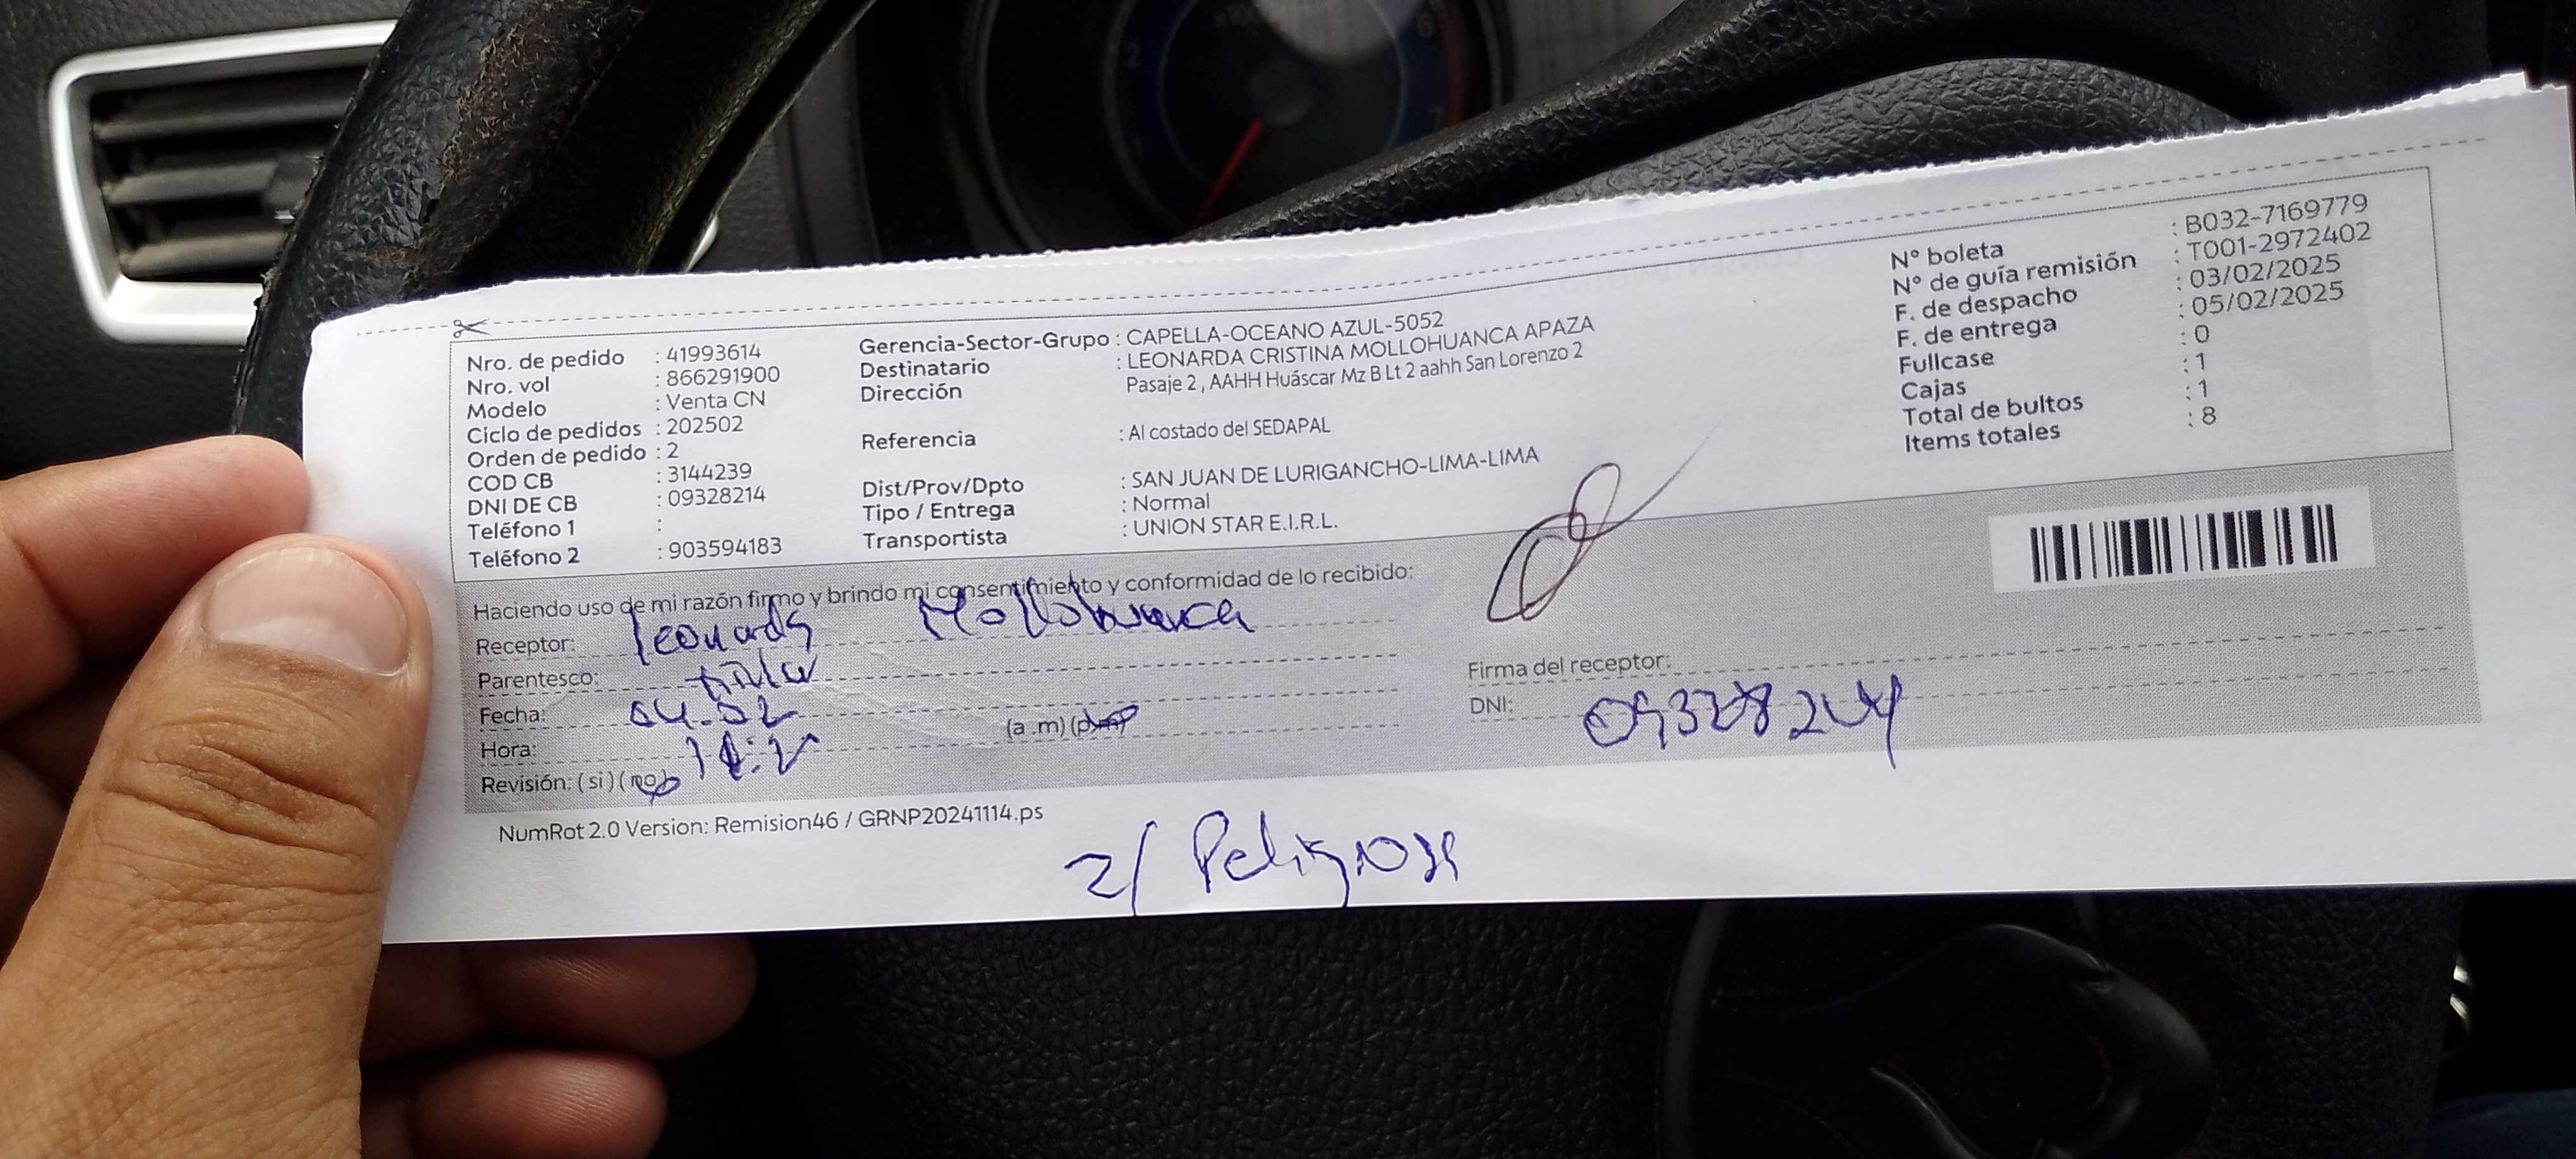 Nro. de pedido : 41993614
Nro. vol : 866291900
Modelo : Venta CN
Ciclo de pedidos : 202502
Orden de pedido : 2
COD CB : 3144239
DNI DE CB : 09328214
Teléfono 1 :
Teléfono 2 : 903594183
Gerencia-Sector-Grupo : CAPELLA-OCEANO AZUL-5052
Destinatario : LEONARDA CRISTINA MOLLOHUANCA APAZA
Dirección Pasaje 2 , AAHH Huáscar Mz B Lt 2 aahh San Lorenzo 2
Referencia : Al costado del SEDAPAL
Dist/Prov/Dpto : SAN JUAN DE LURIGANCHO-LIMA-LIMA
Tipo / Entrega : Normal
Transportista : UNION STAR E.I.R.L.
N° boleta : B032-7169779
N° de guía remisión : T001-2972402
F. de despacho : 03/02/2025
F. de entrega : 05/02/2025
Fullcase : 0
Cajas : 1
Total de bultos : 1
Items totales : 8
Haciendo uso de mi razón firmo y brindo mi consentimiento y conformidad de lo recibido:
Receptor: Leonarda Mollohuanca
Parentesco:
Fecha: 04-02
Hora: (a .m) (p.m)
Revisión: ( si ) ( no )
Firma del receptor:
DNI: 09328214
NumRot 2.0 Version: Remision46 / GRNP20241114.ps
Z/ Peligrosa